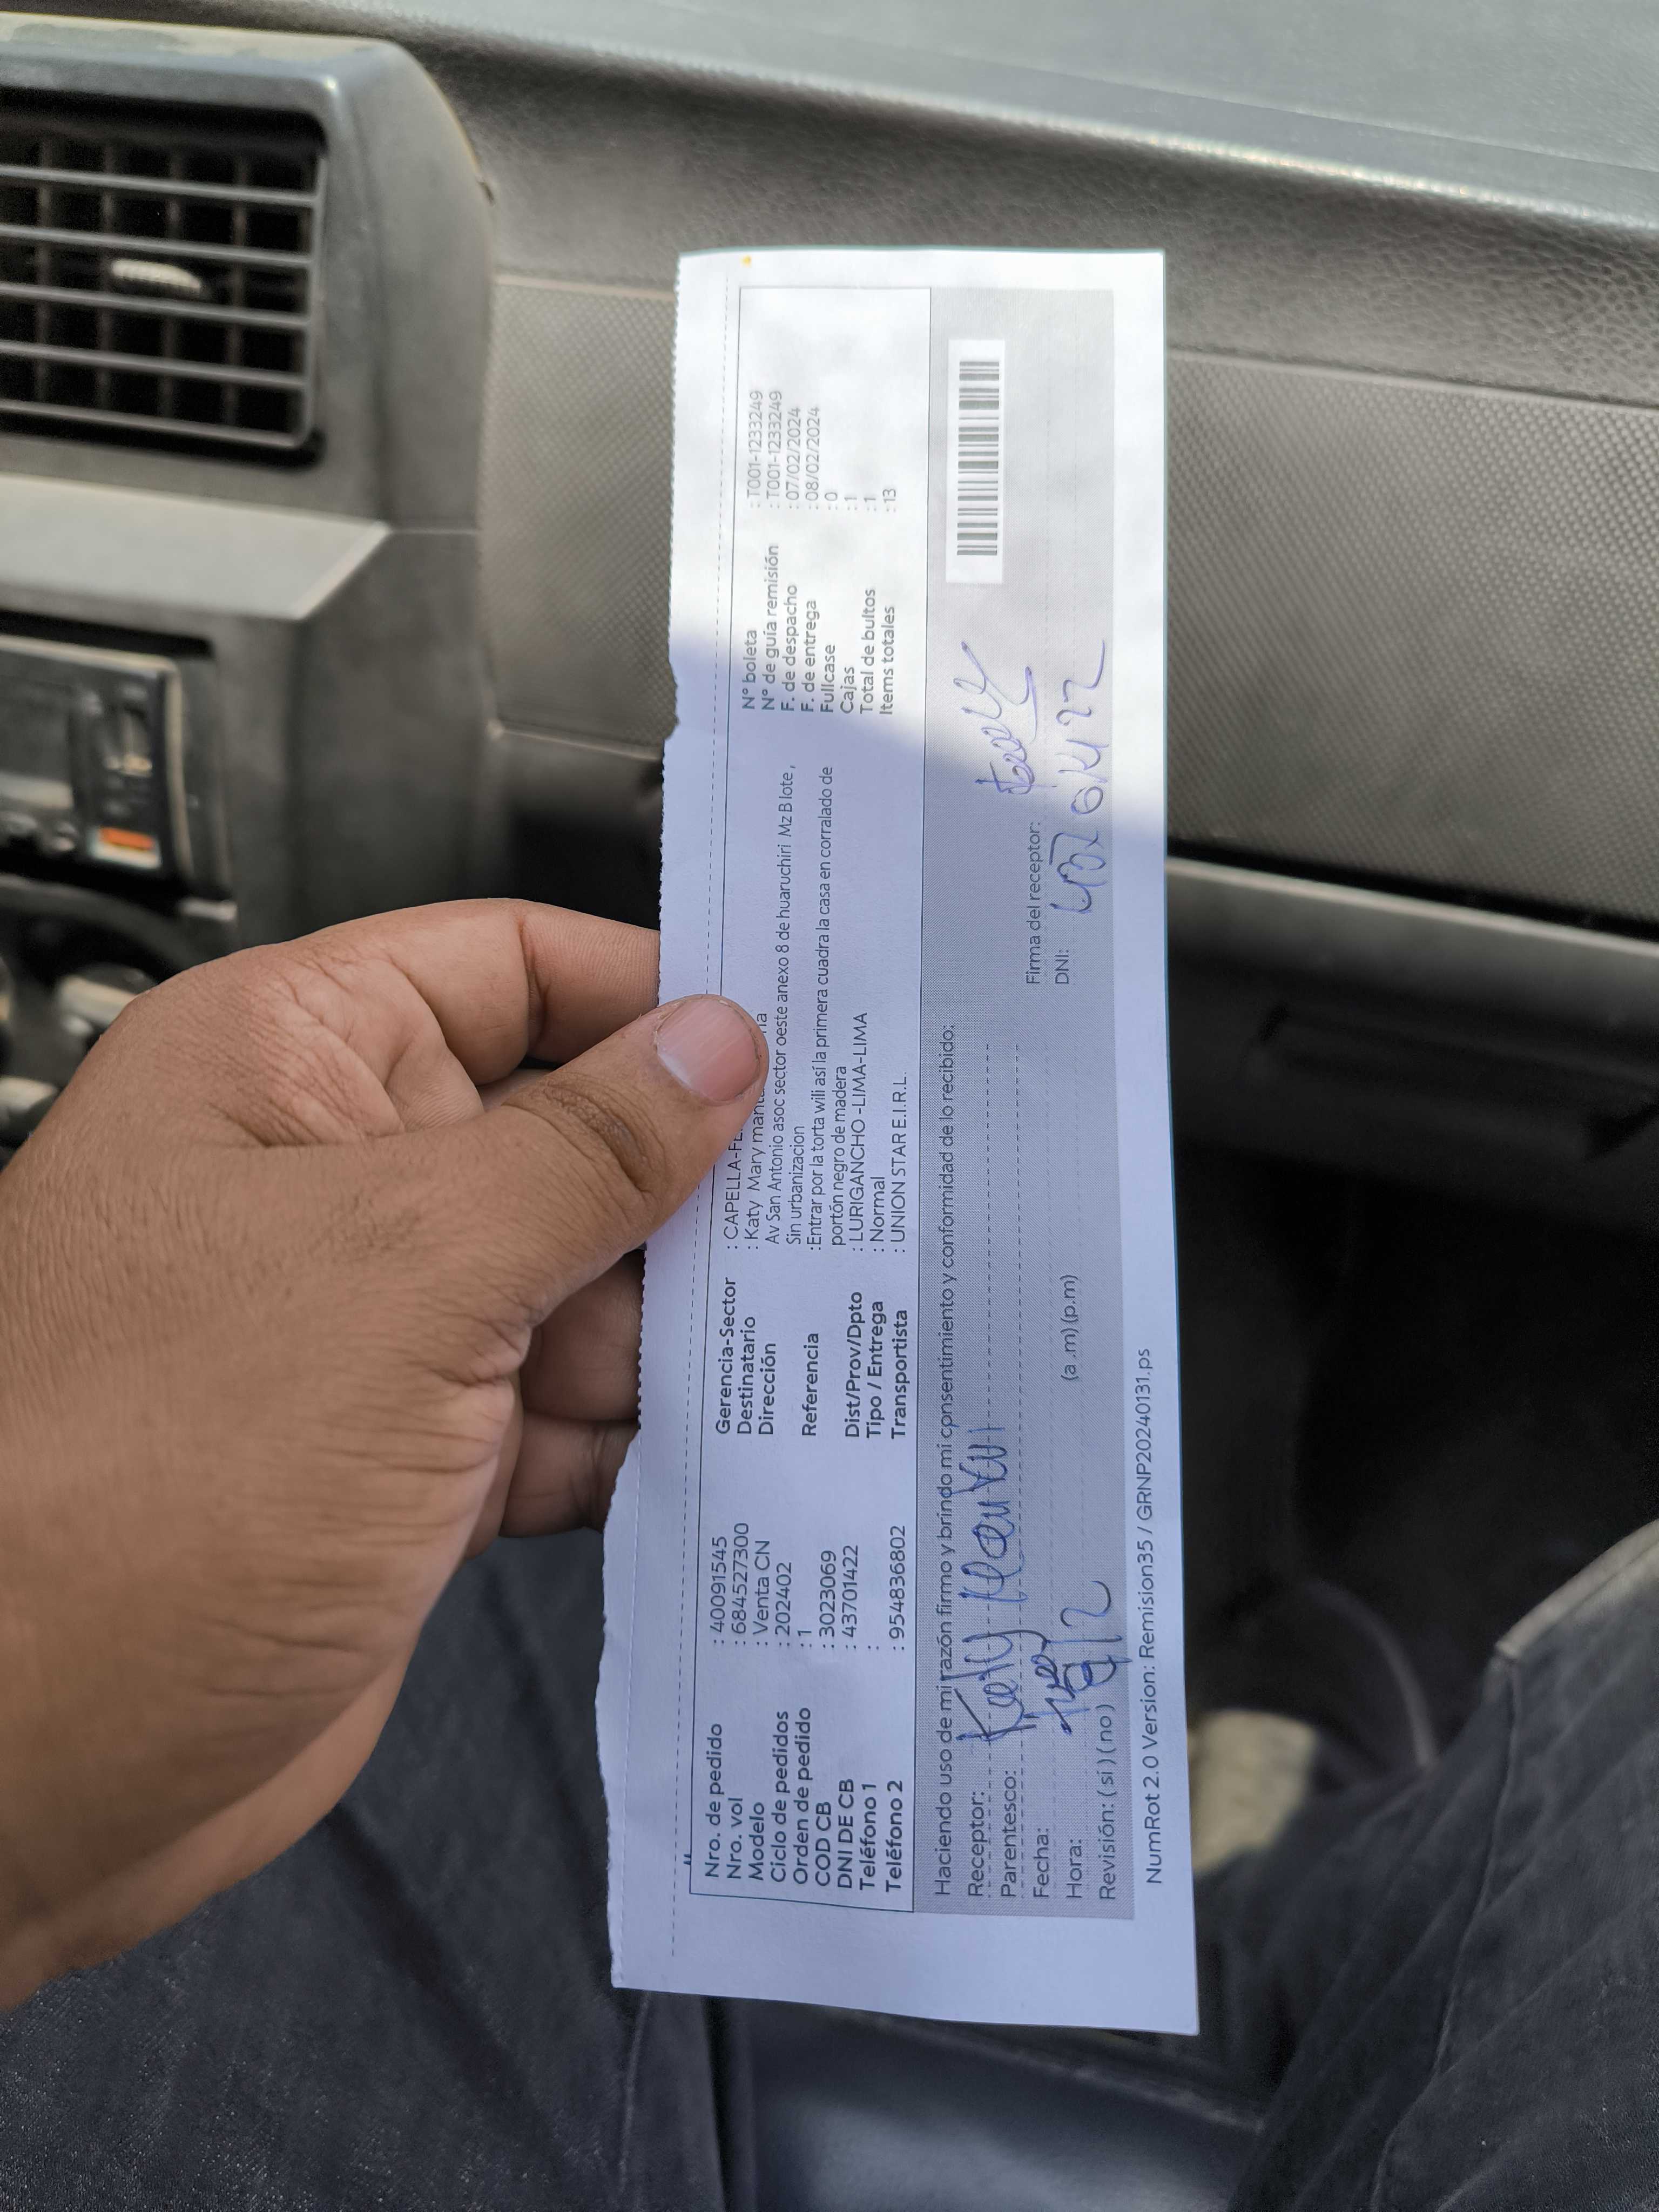 Nro. de pedido : 40091545
Nro. vol : 684527300
Modelo : Venta CN
Ciclo de pedidos : 202402
Orden de pedido : 1
COD CB : 3023069
DNI DE CB : 43701422
Teléfono 1 :
Teléfono 2 : 954836802
Gerencia-Sector : CAPELLA-
Destinatario : Katy Mary
Dirección Av San Antonio asoc sector oeste anexo 8 de huaruchiri Mz B lote ,
Sin urbanizacion
Referencia :Entrar por la torta wili así la primera cuadra la casa en corralado de
portón negro de madera
Dist/Prov/Dpto : LURIGANCHO -LIMA-LIMA
Tipo / Entrega : Normal
Transportista : UNION STAR E.I.R.L.
N° boleta : T001-1233249
N° de guía remisión : T001-1233249
F. de despacho : 07/02/2024
F. de entrega : 08/02/2024
Fullcase : 0
Cajas : 1
Total de bultos : 1
Items totales : 13
Haciendo uso de mi razón firmo y brindo mi consentimiento y conformidad de lo recibido:
Receptor: Katy
Parentesco:
Fecha:
Hora: (a .m) (p.m)
Revisión: (si) (no)
Firma del receptor:
DNI:
NumRot 2.0 Version: Remision35 / GRNP20240131.ps